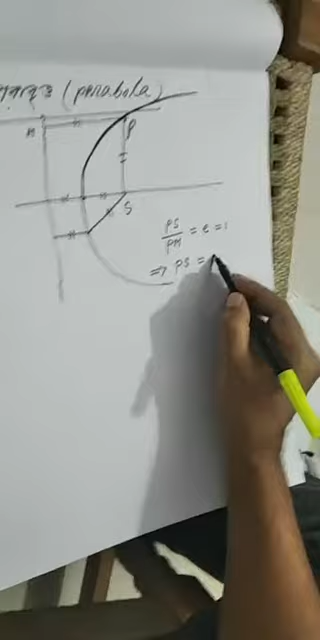 (parabola)
M
P
S
PS/PM = e = 1
=> PS =